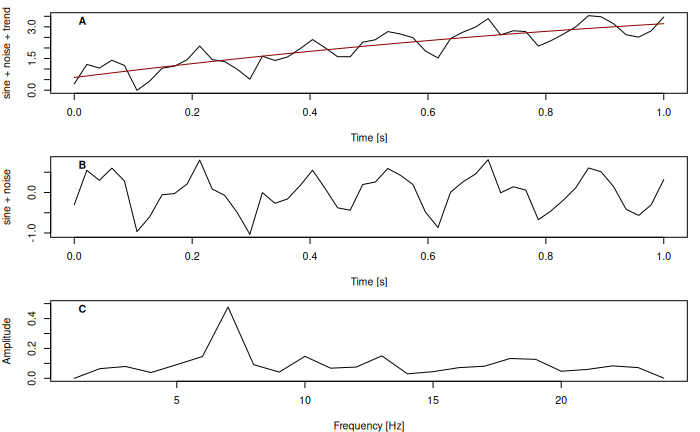 A
sine + noise + trend
0.0 1.5 3.0
0.0 0.2 0.4 0.6 0.8 1.0
Time [s]
B
sine + noise
-1.0 0.0
0.0 0.2 0.4 0.6 0.8 1.0
Time [s]
C
Amplitude
0.0 0.2 0.4
5 10 15 20
Frequency [Hz]